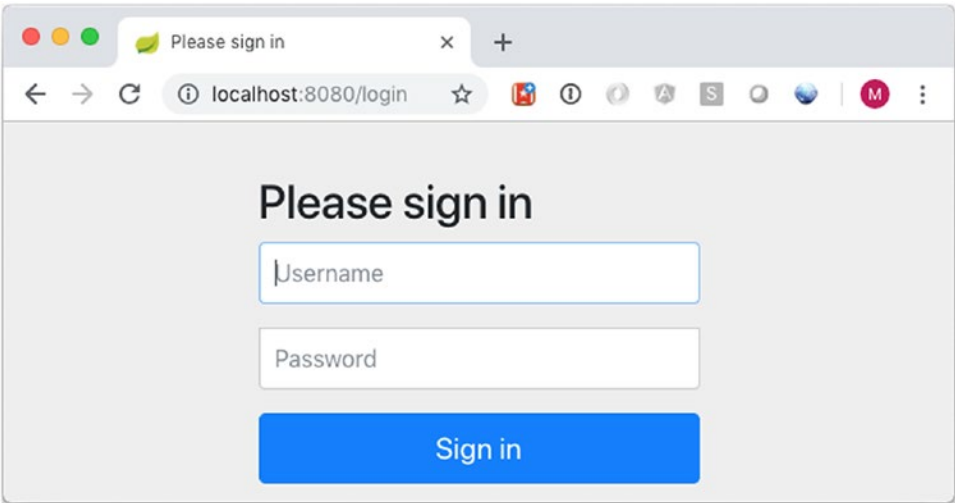 Please sign in
localhost:8080/login
S
M
Please sign in
Username
Password
Sign in